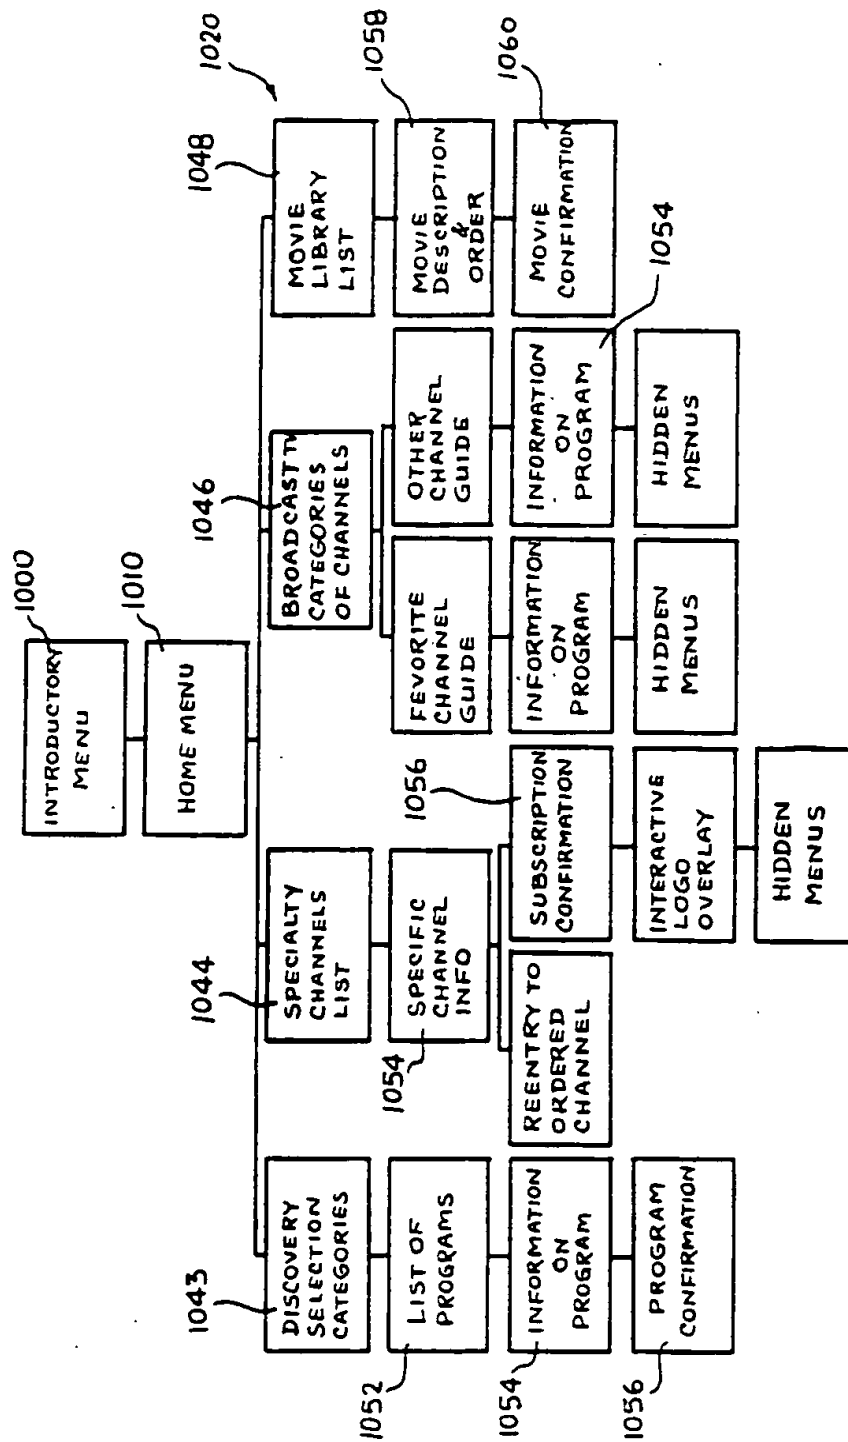 1000
INTRODUCTORY
MENU
1010
HOME MENU
1020
1043
DISCOVERY
SELECTION
CATEGORIES
1044
SPECIALTY
CHANNELS
LIST
1046
BROADCAST TV
CATEGORIES
OF CHANNELS
1048
MOVIE
LIBRARY
LIST
1052
LIST OF
PROGRAMS
1054
SPECIFIC
CHANNEL
INFO
FEVORITE
CHANNEL
GUIDE
OTHER
CHANNEL
GUIDE
1058
MOVIE
DESCRIPTION
&
ORDER
1054
INFORMATION
ON
PROGRAM
REENTRY TO
ORDERED
CHANNEL
1056
SUBSCRIPTION
CONFIRMATION
INFORMATION
ON
PROGRAM
INFORMATION
ON
PROGRAM
1054
1060
MOVIE
CONFIRMATION
1056
PROGRAM
CONFIRMATION
INTERACTIVE
LOGO
OVERLAY
HIDDEN
MENUS
HIDDEN
MENUS
HIDDEN
MENUS